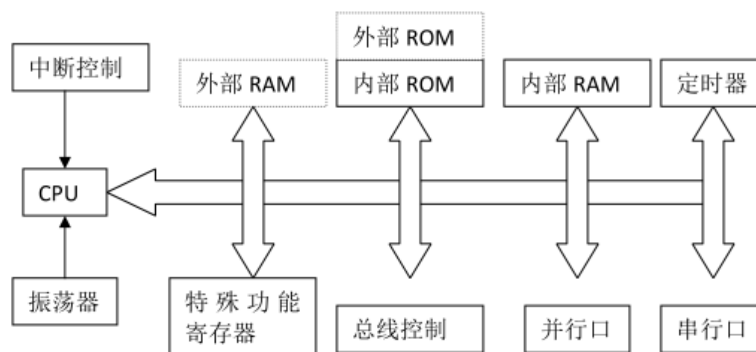 外部 ROM
中断控制
外部 RAM
内部 ROM
内部 RAM
定时器
CPU
振荡器
特殊功能
寄存器
总线控制
并行口
串行口